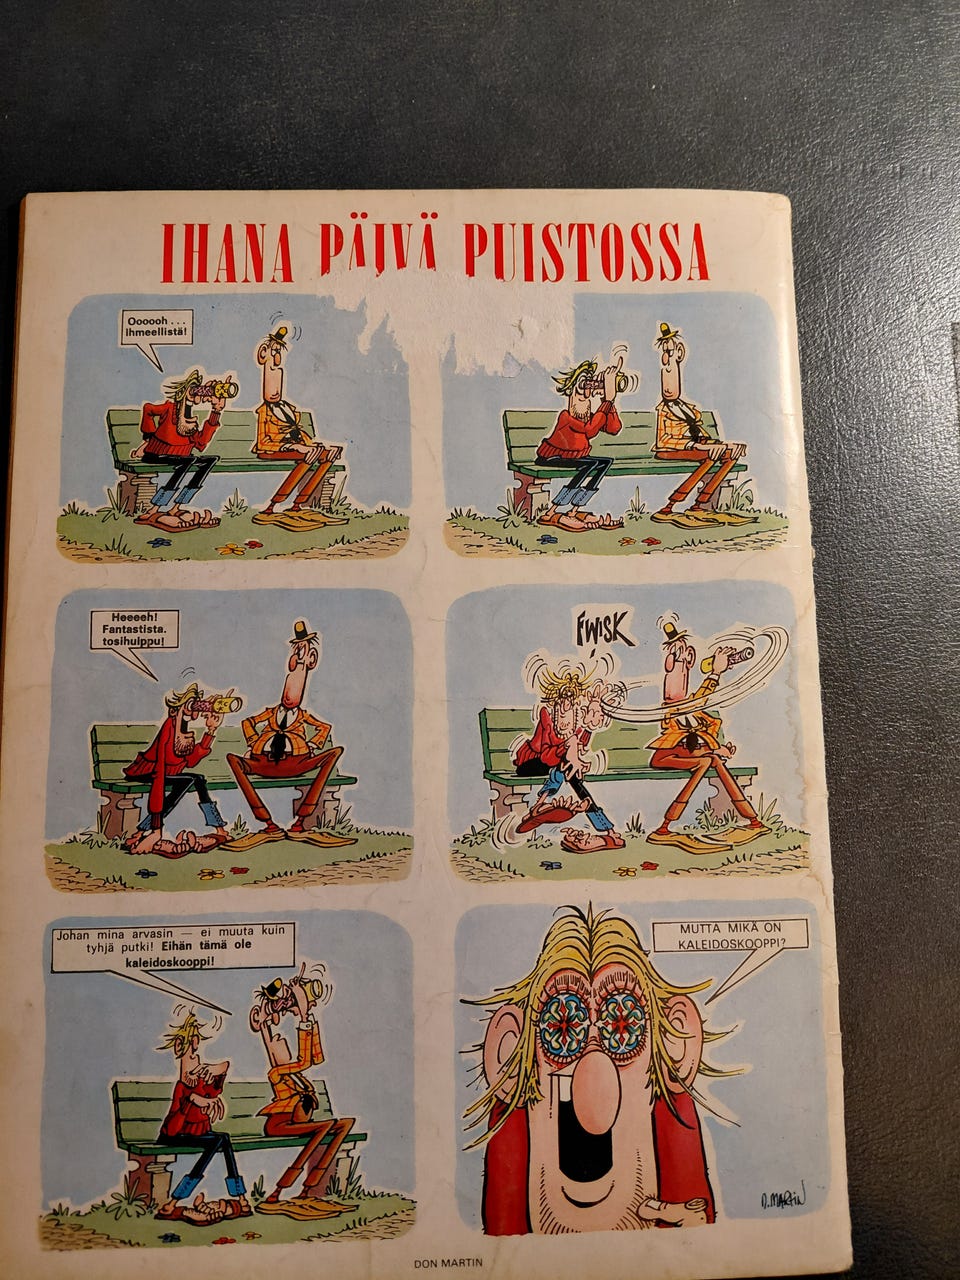 IHANA PÄIVÄ PUISTOSSA
Oooooh...
Ihmeellistä!
Heeeeh!
Fantastista.
tosihuippu!
FWISK
Johan mina arvasin — ei muuta kuin
tyhjä putki! Eihän tämä ole
kaleidoskooppi!
MUTTA MIKÄ ON
KALEIDOSKOOPPI?
D. MARTIN
DON MARTIN